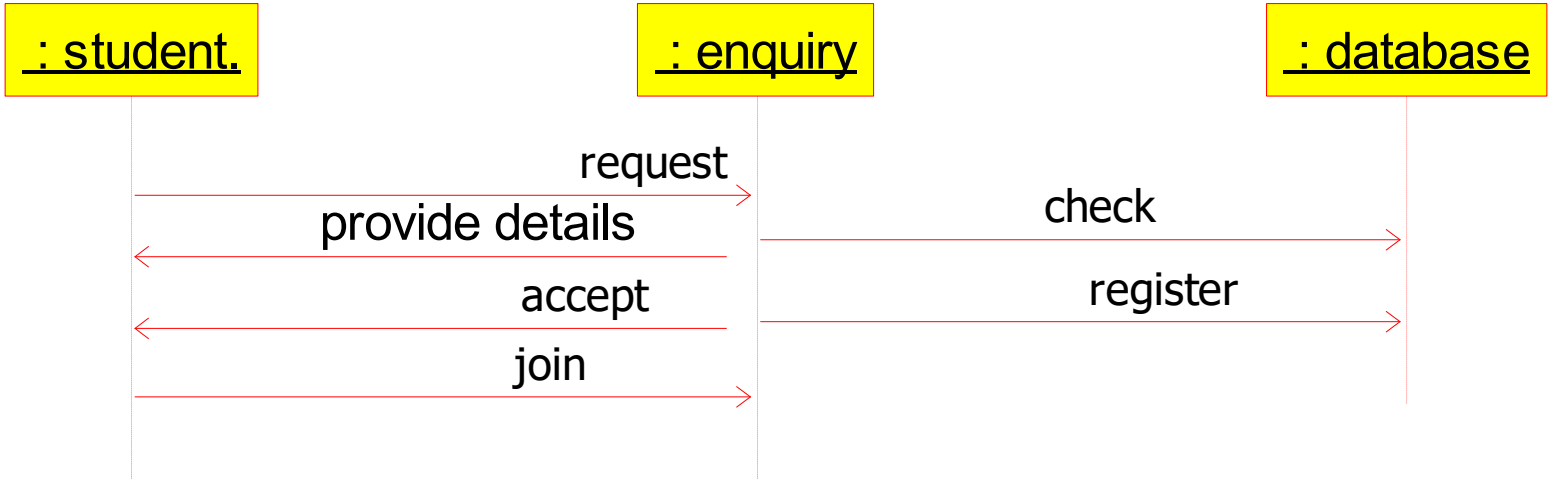 : student.
: enquiry
: database
request
check
provide details
register
accept
join